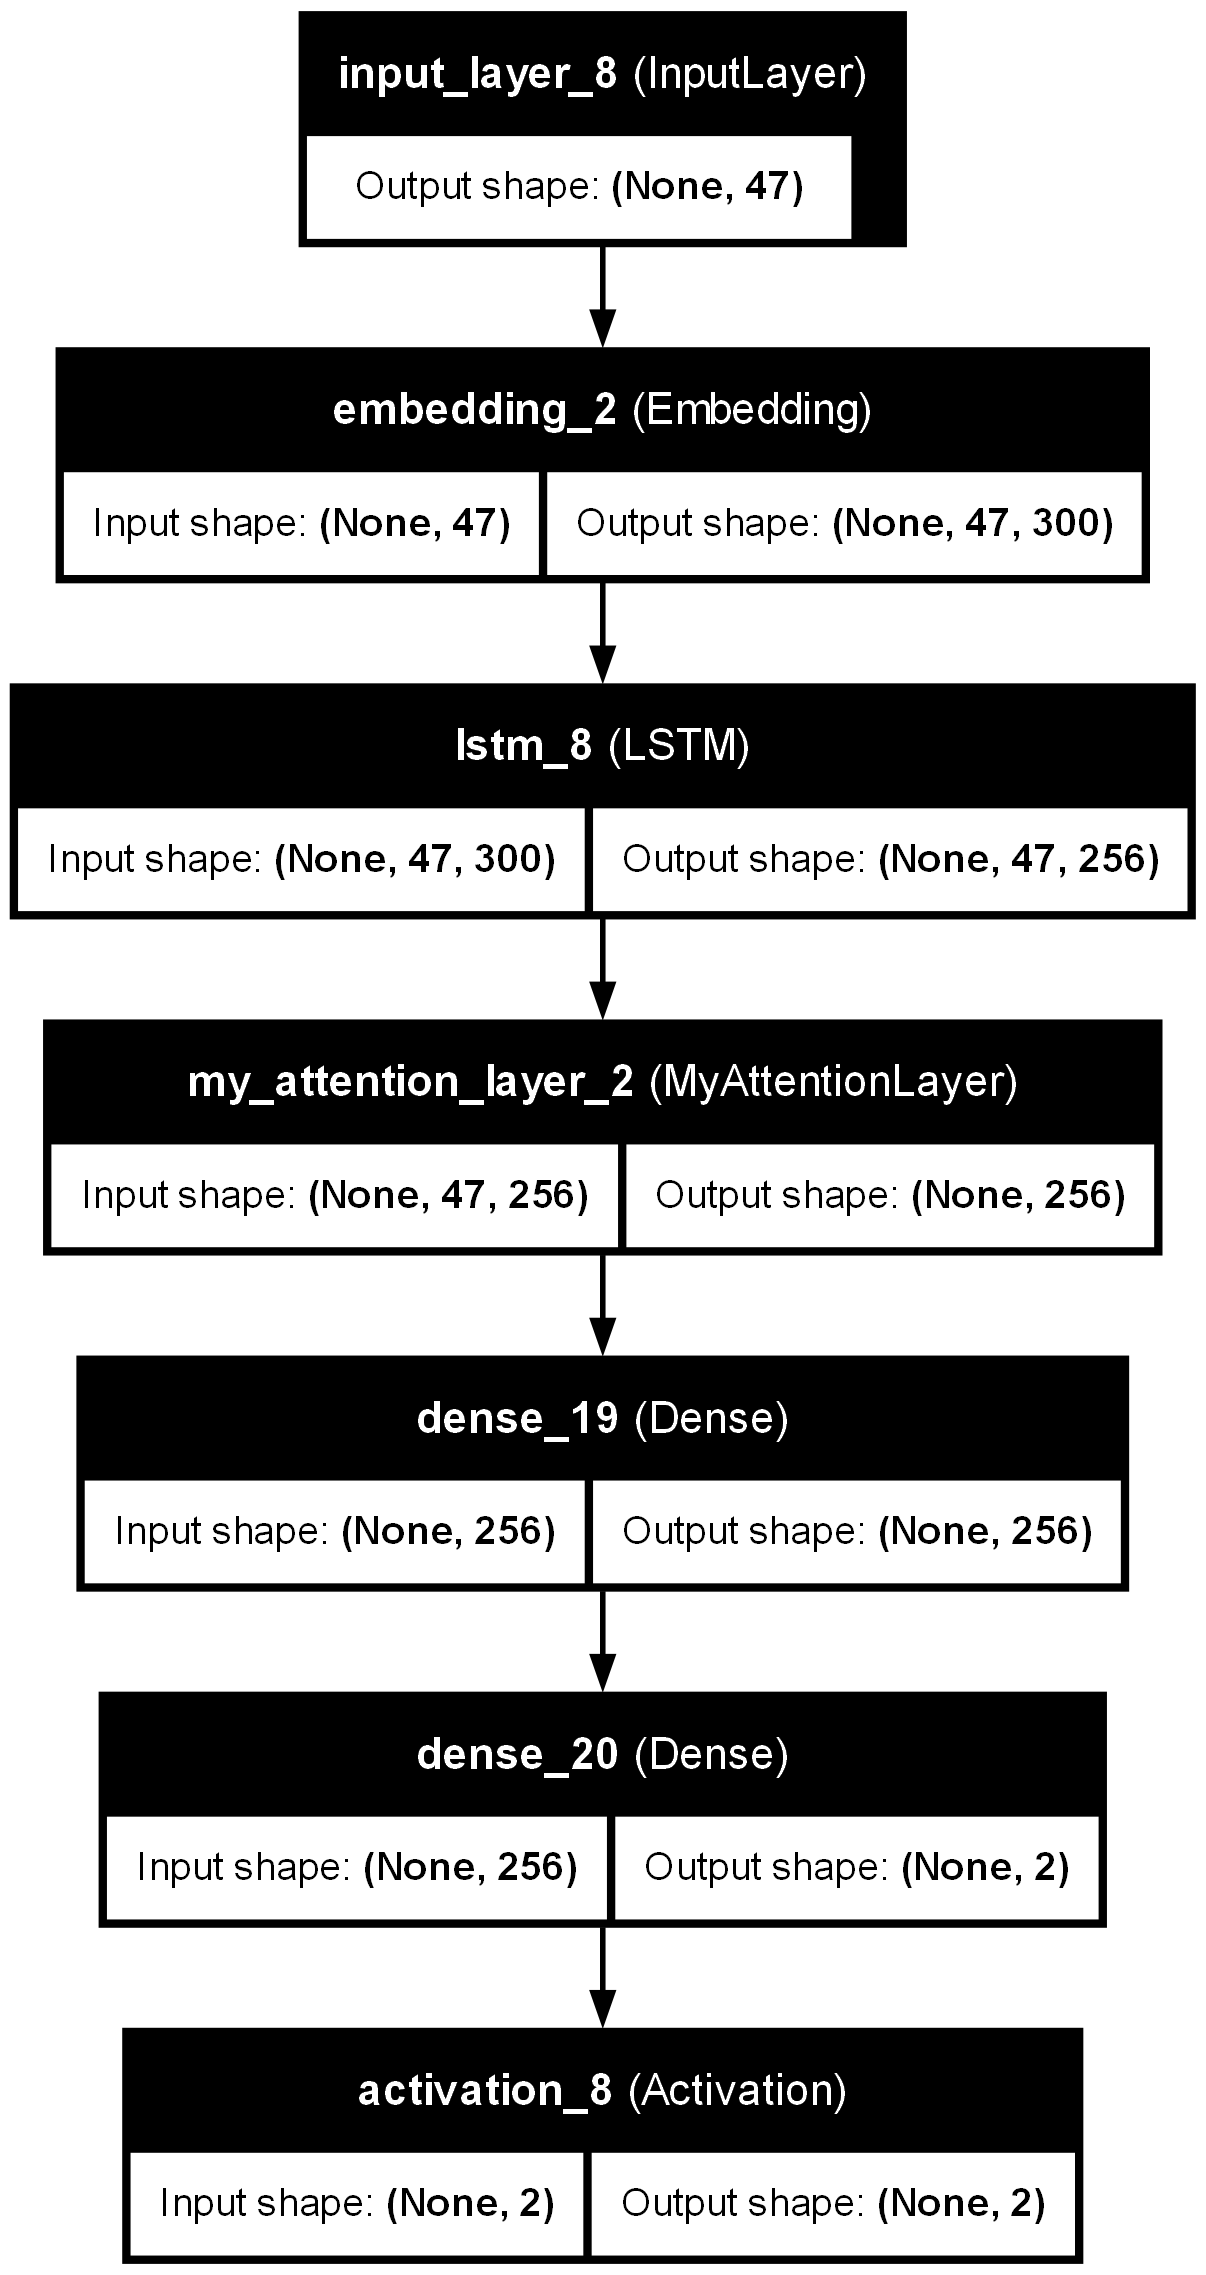 input_layer_8 (InputLayer)
Output shape: (None, 47)
embedding_2 (Embedding)
Input shape: (None, 47) Output shape: (None, 47, 300)
lstm_8 (LSTM)
Input shape: (None, 47, 300) Output shape: (None, 47, 256)
my_attention_layer_2 (MyAttentionLayer)
Input shape: (None, 47, 256) Output shape: (None, 256)
dense_19 (Dense)
Input shape: (None, 256) Output shape: (None, 256)
dense_20 (Dense)
Input shape: (None, 256) Output shape: (None, 2)
activation_8 (Activation)
Input shape: (None, 2) Output shape: (None, 2)